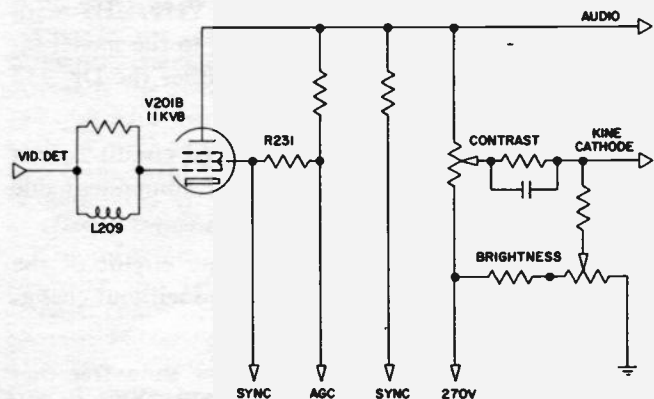 AUDIO
V201B
11KV8
R231
CONTRAST
KINE
CATHODE
VID. DET
L209
BRIGHTNESS
SYNC
AGC
SYNC
270V